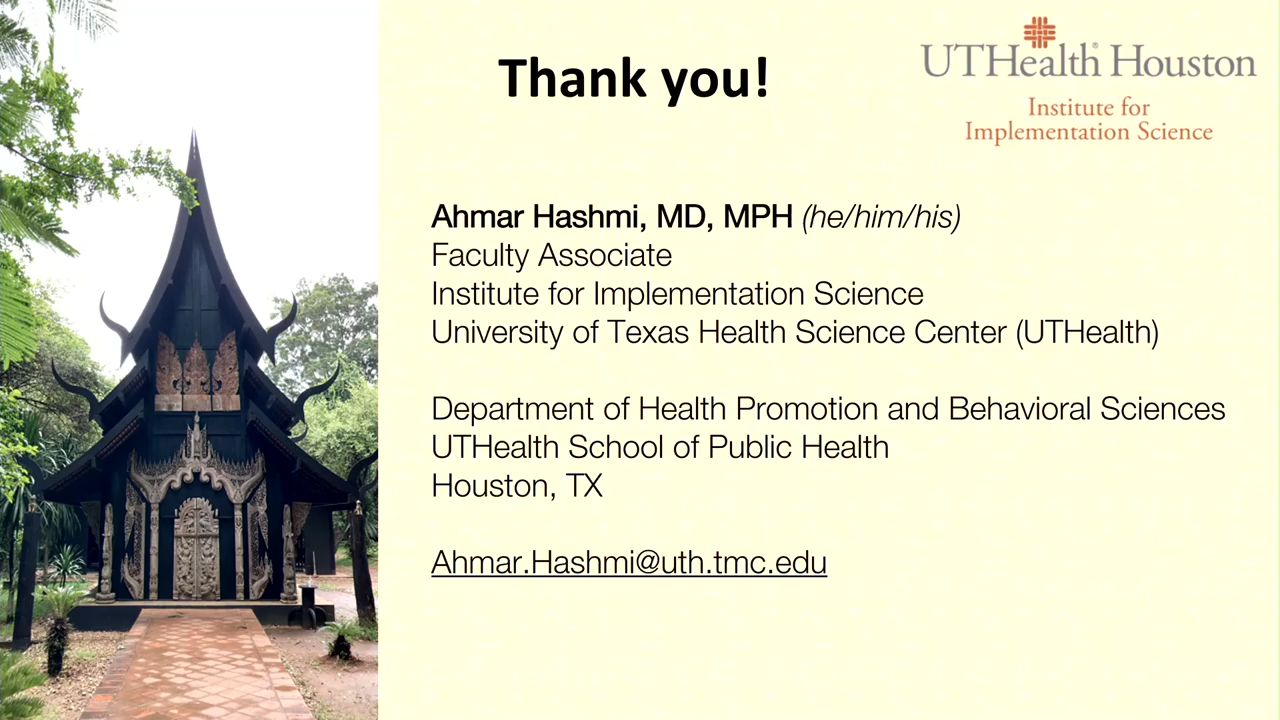 Thank you!
UTHealth® Houston
Institute for
Implementation Science
Ahmar Hashmi, MD, MPH (he/him/his)
Faculty Associate
Institute for Implementation Science
University of Texas Health Science Center (UTHealth)
Department of Health Promotion and Behavioral Sciences
UTHealth School of Public Health
Houston, TX
Ahmar.Hashmi@uth.tmc.edu